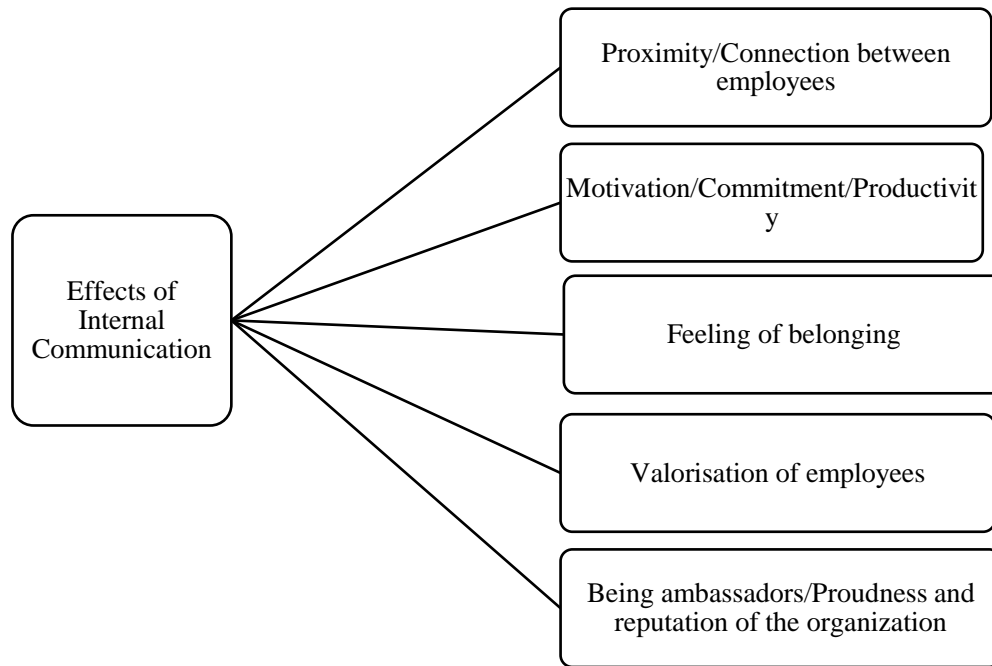 Effects of
Internal
Communication
Proximity/Connection between
employees
Motivation/Commitment/Productivit
y
Feeling of belonging
Valorisation of employees
Being ambassadors/Proudness and
reputation of the organization